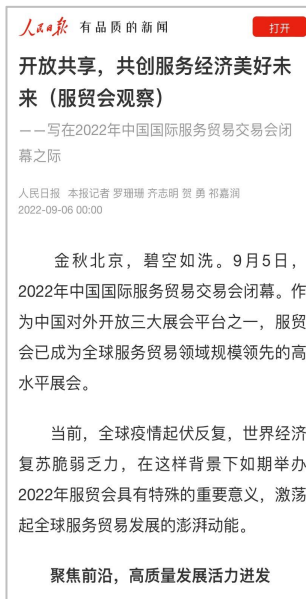 人民日报 有品质的新闻 打开
开放共享，共创服务经济美好未
来（服贸会观察）
——写在2022年中国国际服务贸易交易会闭
幕之际
人民日报 本报记者 罗珊珊 齐志明 贺 勇 祁嘉润
2022-09-06 00:00
金秋北京，碧空如洗。9月5日，
2022年中国国际服务贸易交易会闭幕。作
为中国对外开放三大展会平台之一，服贸
会已成为全球服务贸易领域规模领先的高
水平展会。
当前，全球疫情起伏反复，世界经济
复苏脆弱乏力，在这样背景下如期举办
2022年服贸会具有特殊的重要意义，激荡
起全球服务贸易发展的澎湃动能。
聚焦前沿，高质量发展活力迸发